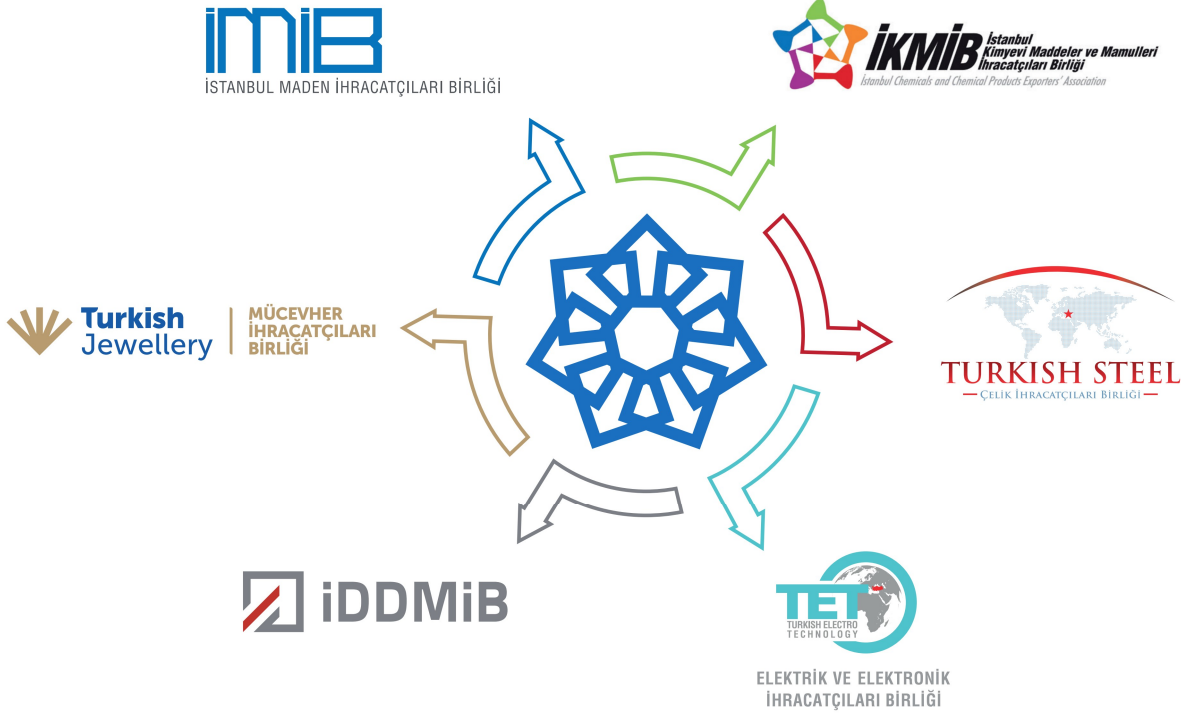 imiB
İSTANBUL MADEN İHRACATÇILARI BİRLİĞİ
İKMİB
İstanbul
Kimyevi Maddeler ve Mamulleri
İhracatçıları Birliği
İstanbul Chemicals and Chemical Products Exporters' Association
Turkish
Jewellery
MÜCEVHER
İHRACATÇILARI
BİRLİĞİ
TURKISH STEEL
ÇELİK İHRACATÇILARI BİRLİĞİ
iDDMiB
TET
TURKISH ELECTRO
TECHNOLOGY
ELEKTRİK VE ELEKTRONİK
İHRACATÇILARI BİRLİĞİ